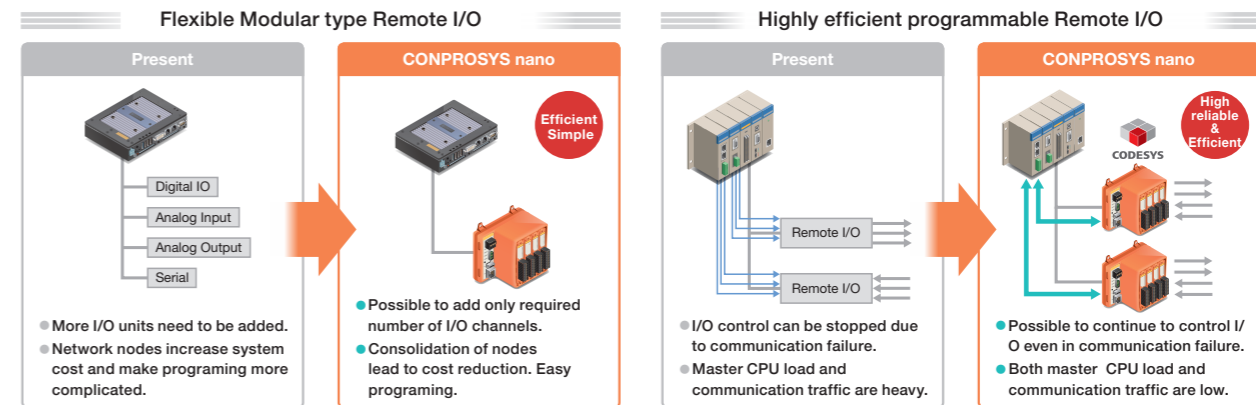 Flexible Modular type Remote I/O
Present
Digital IO
Analog Input
Analog Output
Serial
More I/O units need to be added.
Network nodes increase system
cost and make programing more
complicated.
CONPROSYS nano
Efficient
Simple
Possible to add only required
number of I/O channels.
Consolidation of nodes
lead to cost reduction. Easy
programing.
Highly efficient programmable Remote I/O
Present
Remote I/O
Remote I/O
I/O control can be stopped due
to communication failure.
Master CPU load and
communication traffic are heavy.
CONPROSYS nano
High
reliable
&
Efficient
CODESYS
Possible to continue to control I/
O even in communication failure.
Both master  CPU load and
communication traffic are low.